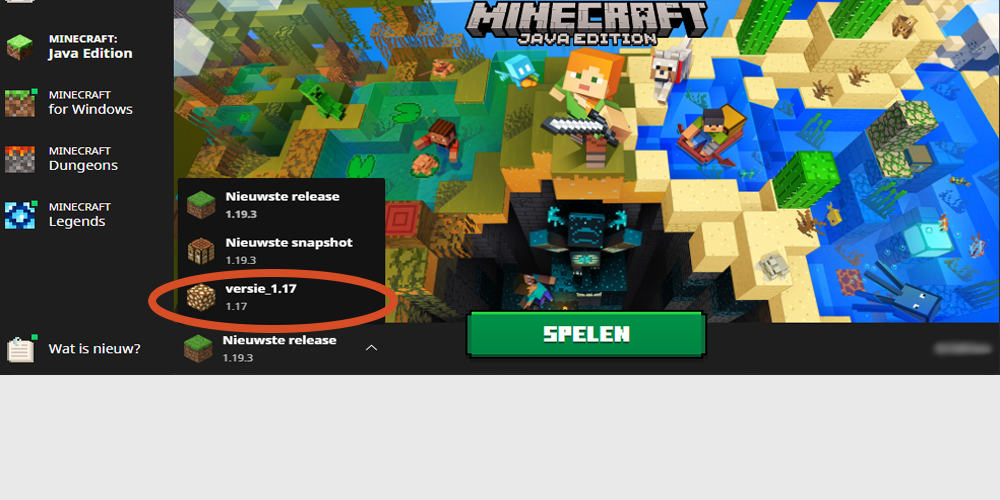 MINECRAFT
JAVA EDITION
MINECRAFT:
Java Edition
MINECRAFT
for Windows
MINECRAFT
Dungeons
MINECRAFT
Legends
Nieuwste release
1.19.3
Nieuwste snapshot
1.19.3
versie_1.17
1.17
Wat is nieuw?
Nieuwste release
1.19.3
SPELEN